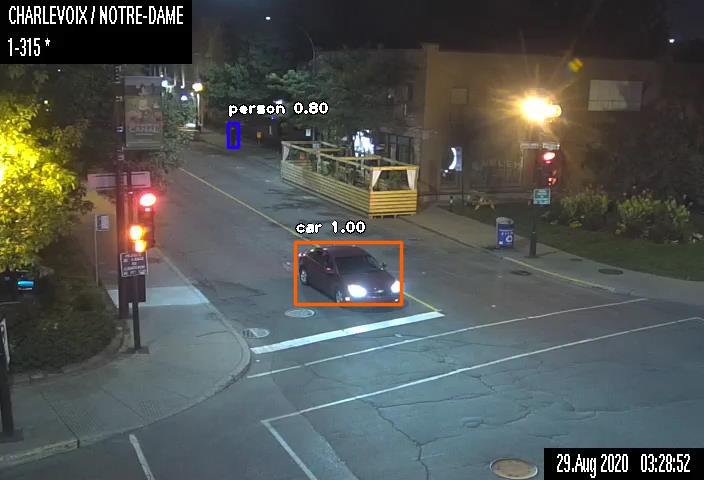 CHARLEVOIX / NOTRE-DAME
1-315 *
person 0.80
CANAL
car 1.00
29.Aug 2020 03:28:52